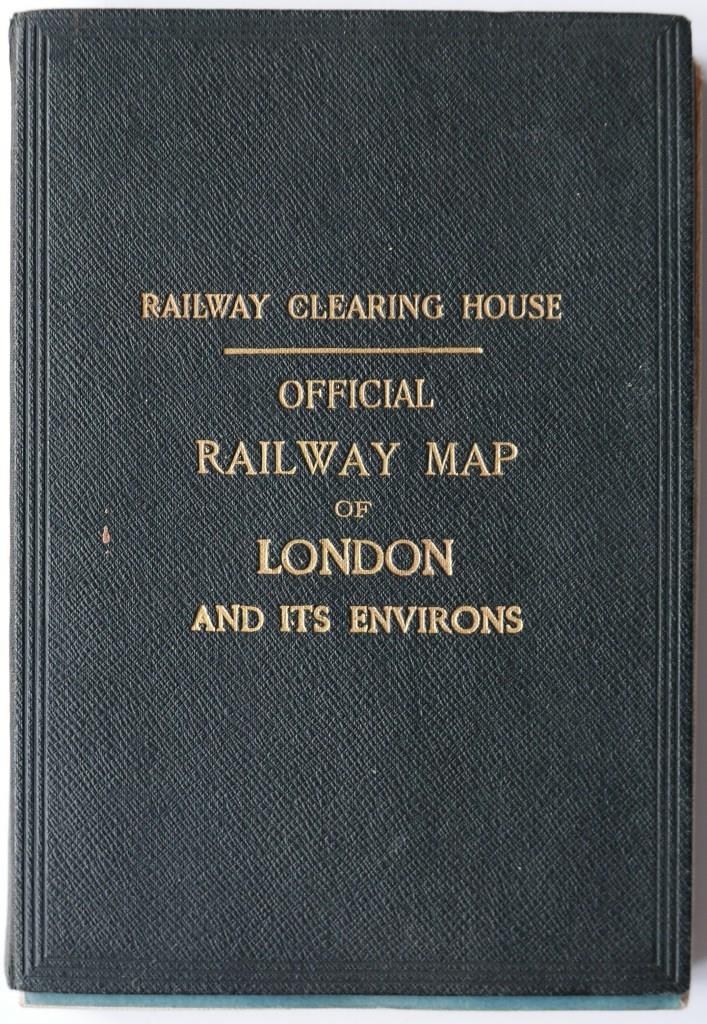 RAILWAY CLEARING HOUSE
OFFICIAL
RAILWAY MAP
OF
LONDON
AND ITS ENVIRONS